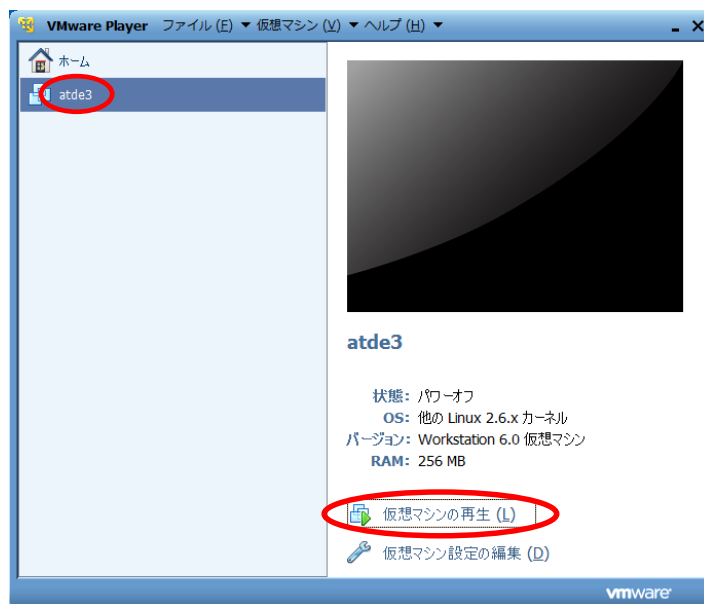 VMware Player ファイル(F) ▼ 仮想マシン(V) ▼ ヘルプ(H) ▼
ホーム
atde3
atde3
状態: パワーオフ
OS: 他の Linux 2.6.x カーネル
バージョン: Workstation 6.0 仮想マシン
RAM: 256 MB
仮想マシンの再生 (L)
仮想マシン設定の編集 (D)
vmware